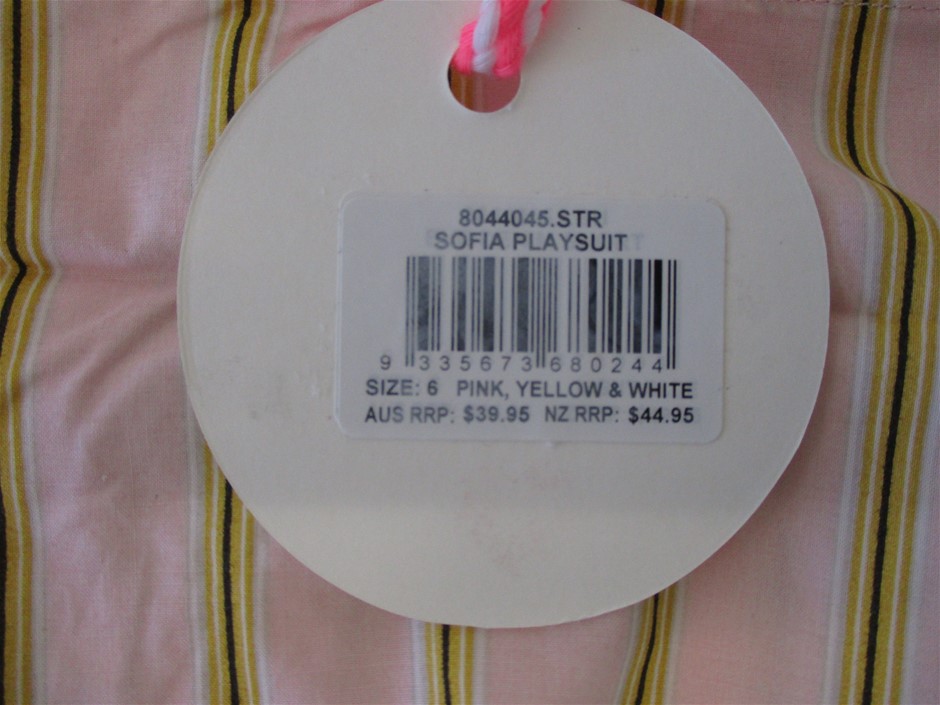 8044045.STR
SOFIA PLAYSUIT
9 335673 680244
SIZE: 6 PINK, YELLOW & WHITE
AUS RRP: $39.95 NZ RRP: $44.95